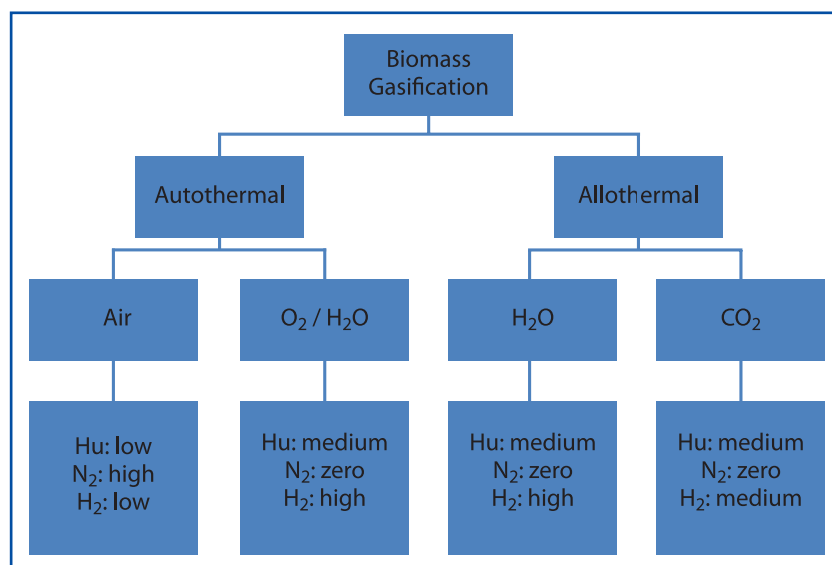 Biomass
Gasification
Autothermal
Allothermal
Air
O₂ / H₂O
H₂O
CO₂
Hu: low
N₂: high
H₂: low
Hu: medium
N₂: zero
H₂: high
Hu: medium
N₂: zero
H₂: high
Hu: medium
N₂: zero
H₂: medium